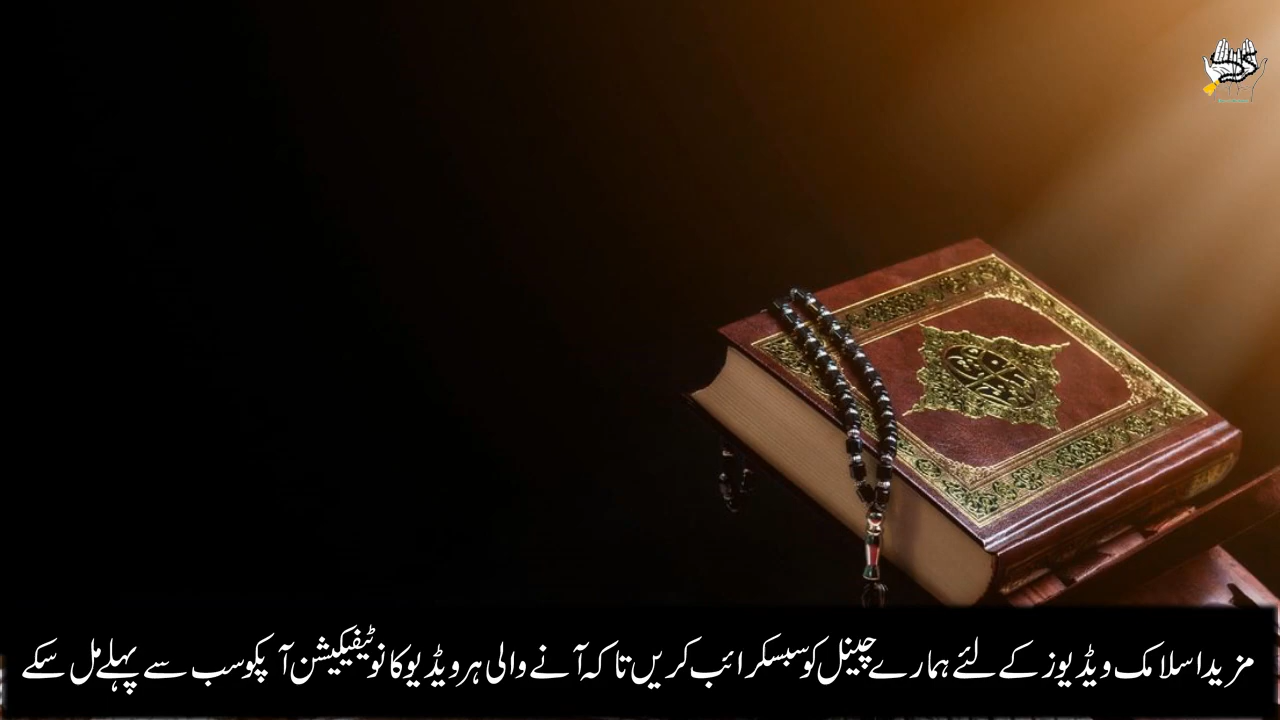 مزید اسلامک ویڈیوز کے لئے ہمارے چینل کو سبسکرائب کریں تا کہ آنے والی ہر ویڈیو کا نوٹیفیکیشن آپکو سب سے پہلے مل سکے